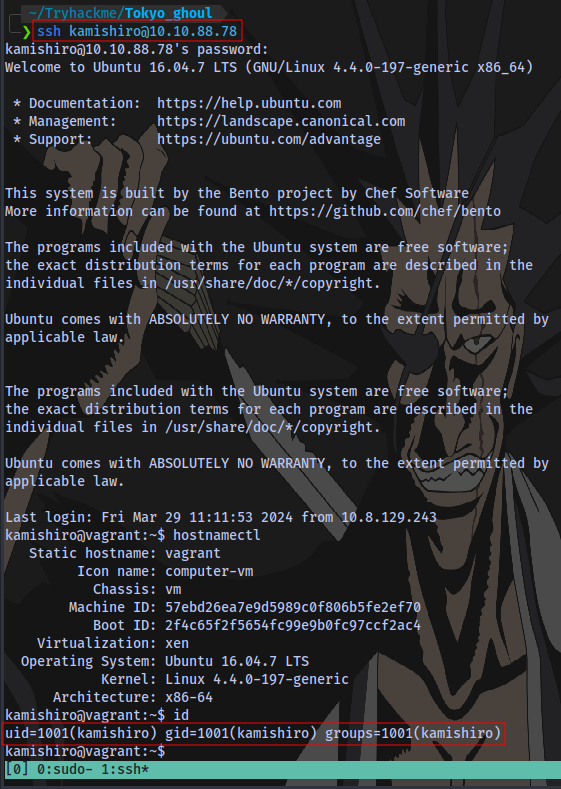 ~/Tryhackme/Tokyo_ghoul
❯ ssh kamishiro@10.10.88.78
kamishiro@10.10.88.78's password:
Welcome to Ubuntu 16.04.7 LTS (GNU/Linux 4.4.0-197-generic x86_64)
* Documentation:  https://help.ubuntu.com
* Management:     https://landscape.canonical.com
* Support:        https://ubuntu.com/advantage
This system is built by the Bento project by Chef Software
More information can be found at https://github.com/chef/bento
The programs included with the Ubuntu system are free software;
the exact distribution terms for each program are described in the
individual files in /usr/share/doc/*/copyright.
Ubuntu comes with ABSOLUTELY NO WARRANTY, to the extent permitted by
applicable law.
The programs included with the Ubuntu system are free software;
the exact distribution terms for each program are described in the
individual files in /usr/share/doc/*/copyright.
Ubuntu comes with ABSOLUTELY NO WARRANTY, to the extent permitted by
applicable law.
Last login: Fri Mar 29 11:11:53 2024 from 10.8.129.243
kamishiro@vagrant:~$ hostnamectl
Static hostname: vagrant
Icon name: computer-vm
Chassis: vm
Machine ID: 57ebd26ea7e9d5989c0f806b5fe2ef70
Boot ID: 2f4c65f2f5654fc99e9b0fc97ccf2ac4
Virtualization: xen
Operating System: Ubuntu 16.04.7 LTS
Kernel: Linux 4.4.0-197-generic
Architecture: x86-64
kamishiro@vagrant:~$ id
uid=1001(kamishiro) gid=1001(kamishiro) groups=1001(kamishiro)
kamishiro@vagrant:~$
[0] 0:sudo- 1:ssh*